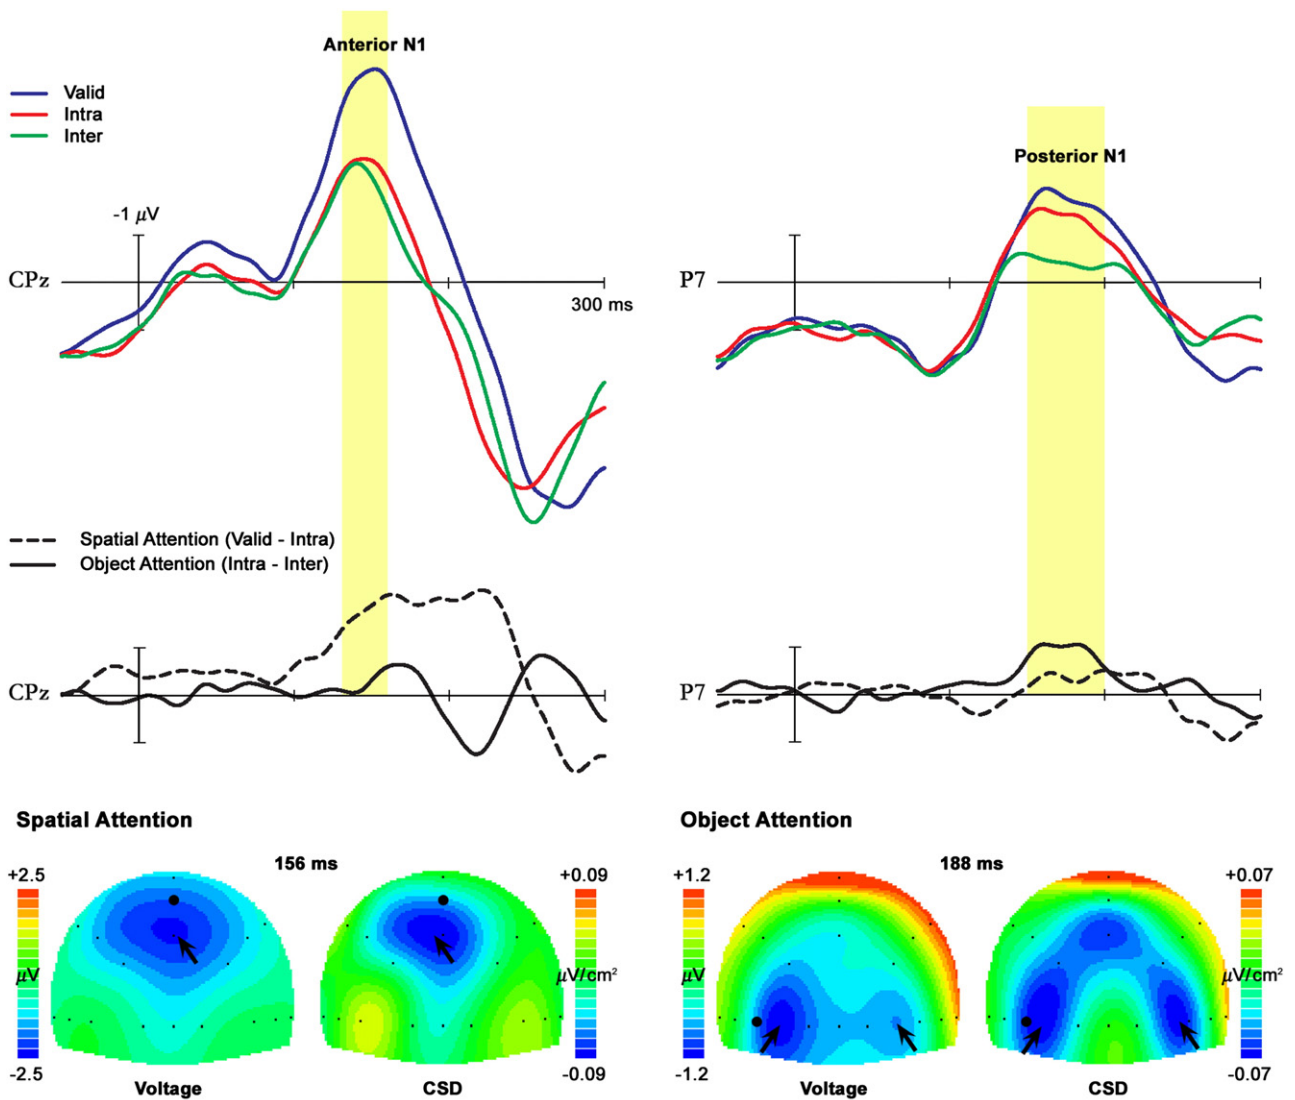 Anterior N1
Valid
Intra
Inter
Posterior N1
-1 μV
CPz
300 ms
P7
Spatial Attention (Valid - Intra)
Object Attention (Intra - Inter)
CPz
P7
Spatial Attention
Object Attention
156 ms
188 ms
+2.5
+0.09
+1.2
+0.07
μV
μV/cm²
μV
μV/cm²
-2.5
-0.09
-1.2
-0.07
Voltage
CSD
Voltage
CSD